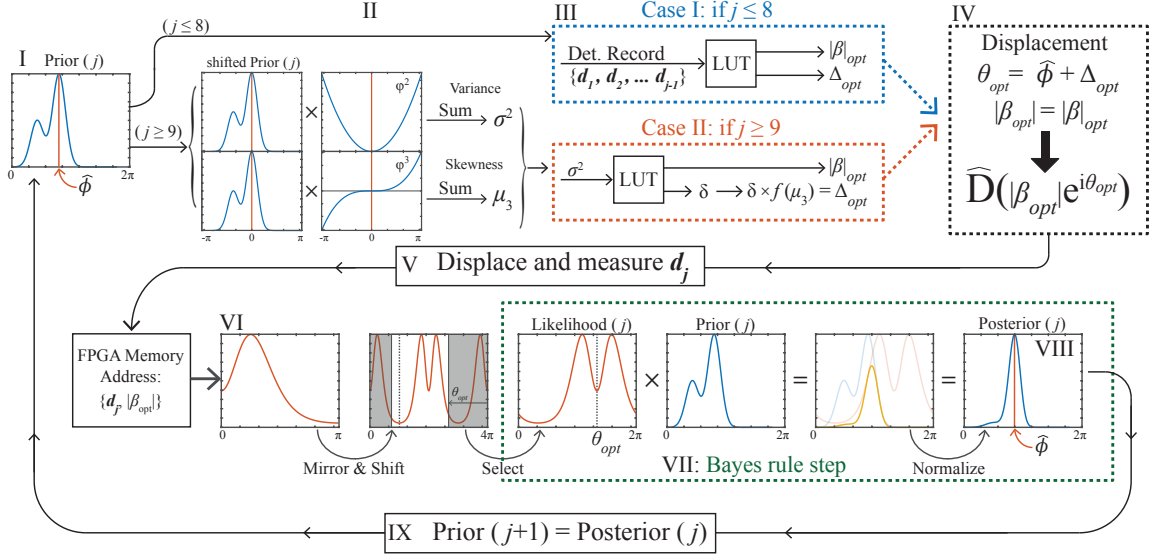 I
Prior ( j )
0
2π
ϕ̂
( j ≤ 8 )
( j ≥ 9 )
II
shifted Prior ( j )
×
φ²
×
φ³
-π
0
π
-π
0
π
Variance
Sum
σ²
Skewness
Sum
μ₃
III
Case I: if j ≤ 8
Det. Record
{d₁, d₂, ... dⱼ₋₁}
LUT
|β|ₒₚₜ
Δₒₚₜ
Case II: if j ≥ 9
σ²
LUT
|β|ₒₚₜ
δ
δ × f (μ₃) = Δₒₚₜ
IV
Displacement
θₒₚₜ = ϕ̂ + Δₒₚₜ
|βₒₚₜ| = |β|ₒₚₜ
D̂(|βₒₚₜ|e^{iθₒₚₜ})
V Displace and measure dⱼ
FPGA Memory
Address:
{dⱼ, |βₒₚₜ|}
VI
0
π
Mirror & Shift
θₒₚₜ
0
4π
Select
Likelihood ( j )
0
θₒₚₜ
2π
×
Prior ( j )
0
2π
=
0
2π
Normalize
=
Posterior ( j )
VIII
0
ϕ̂
2π
VII: Bayes rule step
IX Prior ( j+1) = Posterior ( j )